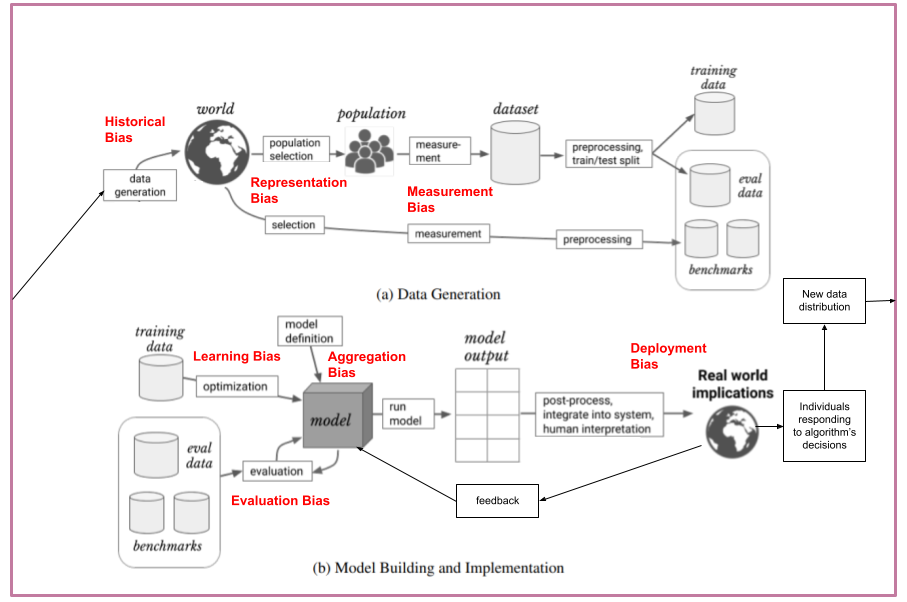 training
data
world
population
dataset
Historical
Bias
population
selection
measure-
ment
preprocessing,
train/test split
data
generation
Representation
Bias
Measurement
Bias
eval
data
selection
measurement
preprocessing
benchmarks
(a) Data Generation
New data
distribution
training
data
model
definition
model
output
Learning Bias
Aggregation
Bias
Deployment
Bias
Real world
implications
optimization
model
run
model
post-process,
integrate into system,
human interpretation
Individuals
responding
to algorithm's
decisions
eval
data
evaluation
Evaluation Bias
feedback
benchmarks
(b) Model Building and Implementation